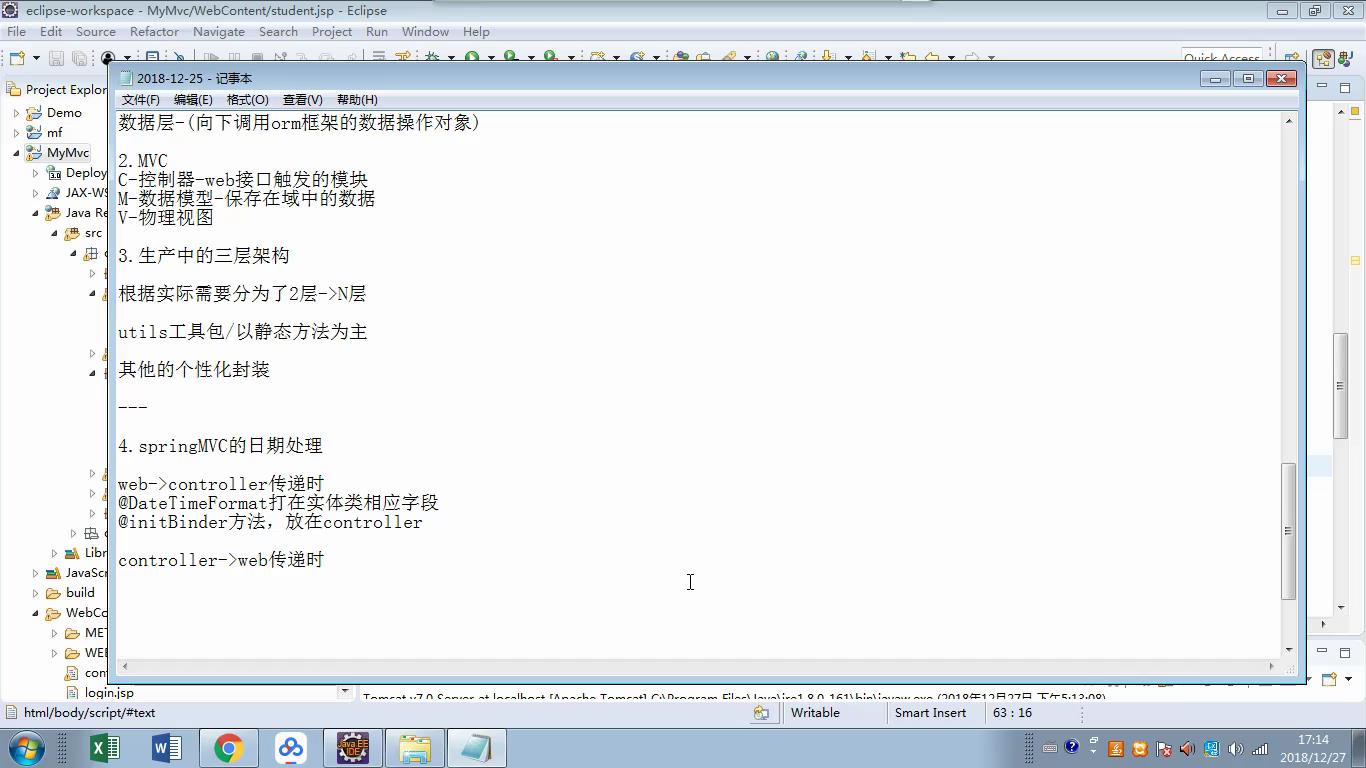 eclipse-workspace - MyMvc/WebContent/student.jsp - Eclipse
File Edit Source Refactor Navigate Search Project Run Window Help
Quick Access
2018-12-25 - 记事本
Project Explor
文件(F) 编辑(E) 格式(O) 查看(V) 帮助(H)
Demo
mf
MyMvc
Deploy
JAX-WS
Java Re
src
Libr
JavaScr
build
WebCo
MET
WEE
con
login.jsp
数据层-(向下调用orm框架的数据操作对象)
2.MVC
C-控制器-web接口触发的模块
M-数据模型-保存在域中的数据
V-物理视图
3.生产中的三层架构
根据实际需要分为了2层->N层
utils工具包/以静态方法为主
其他的个性化封装
---
4.springMVC的日期处理
web->controller传递时
@DateTimeFormat打在实体类相应字段
@initBinder方法，放在controller
controller->web传递时
Tomcat v7.0 Server at localhost [Apache Tomcat] C:\Program Files\Java\jre1.8.0_161\bin\javaw.exe (2018年12月27日 下午5:13:08)
html/body/script/#text
Writable
Smart Insert
63 : 16
Java EE
IDE
17:14
2018/12/27